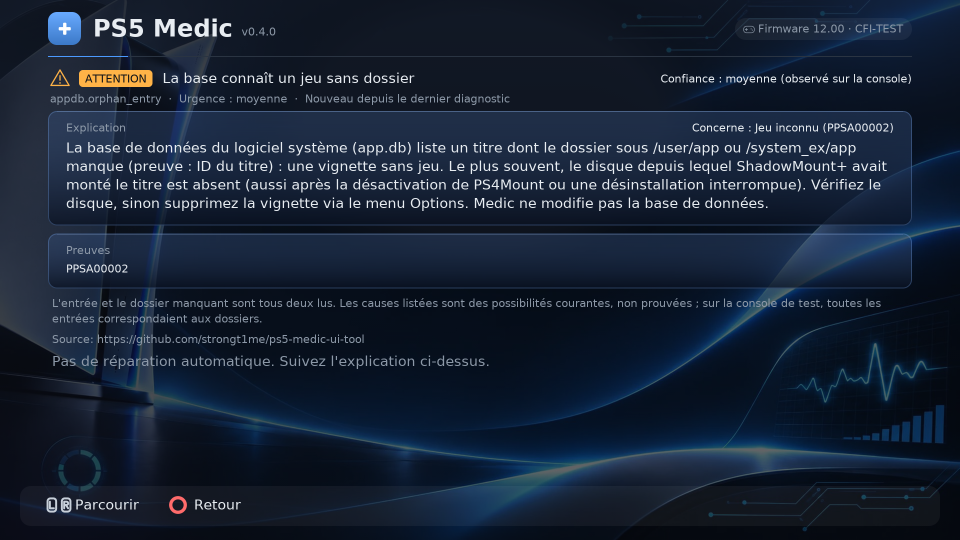 PS5 Medic v0.4.0
Firmware 12.00 · CFI-TEST
ATTENTION La base connaît un jeu sans dossier
Confiance : moyenne (observé sur la console)
appdb.orphan_entry · Urgence : moyenne · Nouveau depuis le dernier diagnostic
Explication
Concerne : Jeu inconnu (PPSA00002)
La base de données du logiciel système (app.db) liste un titre dont le dossier sous /user/app ou /system_ex/app
manque (preuve : ID du titre) : une vignette sans jeu. Le plus souvent, le disque depuis lequel ShadowMount+ avait
monté le titre est absent (aussi après la désactivation de PS4Mount ou une désinstallation interrompue). Vérifiez le
disque, sinon supprimez la vignette via le menu Options. Medic ne modifie pas la base de données.
Preuves
PPSA00002
L'entrée et le dossier manquant sont tous deux lus. Les causes listées sont des possibilités courantes, non prouvées ; sur la console de test, toutes les
entrées correspondaient aux dossiers.
Source: https://github.com/strongt1me/ps5-medic-ui-tool
Pas de réparation automatique. Suivez l'explication ci-dessus.
L R Parcourir
Retour